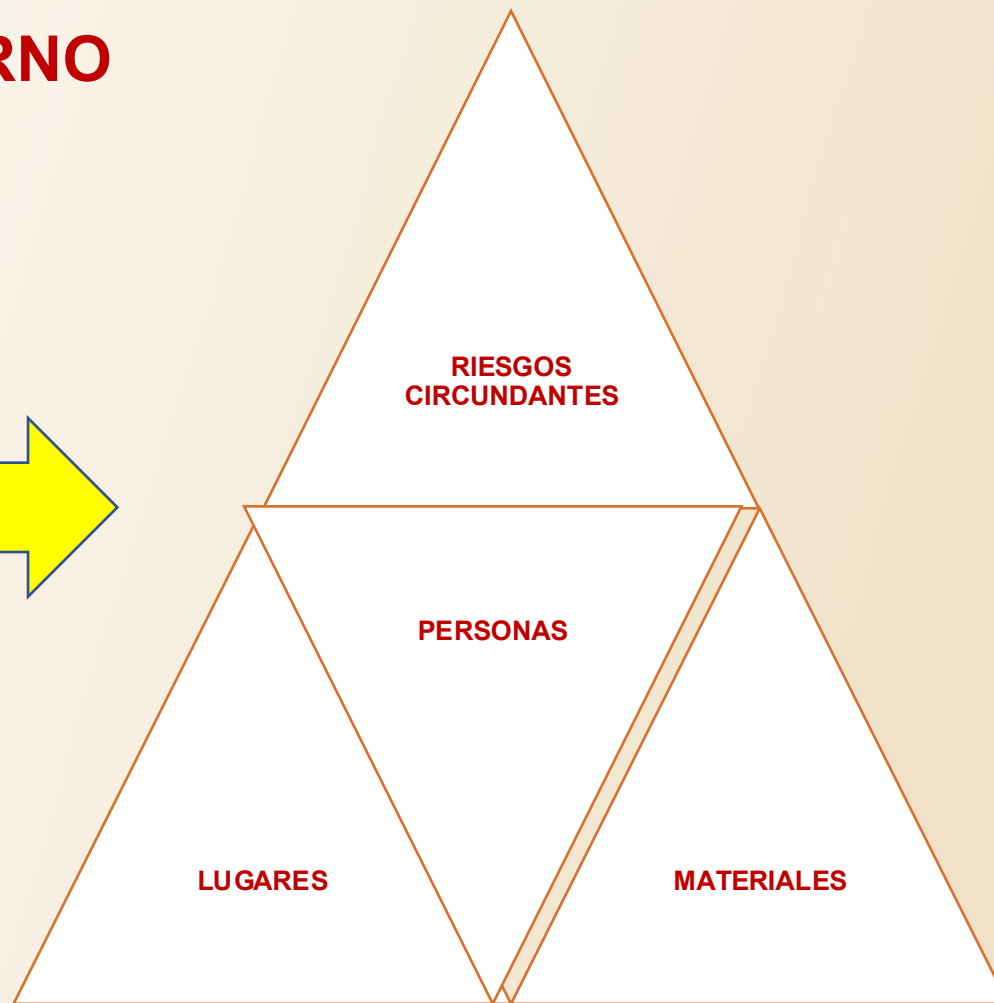 RNO
RIESGOS
CIRCUNDANTES
PERSONAS
LUGARES
MATERIALES